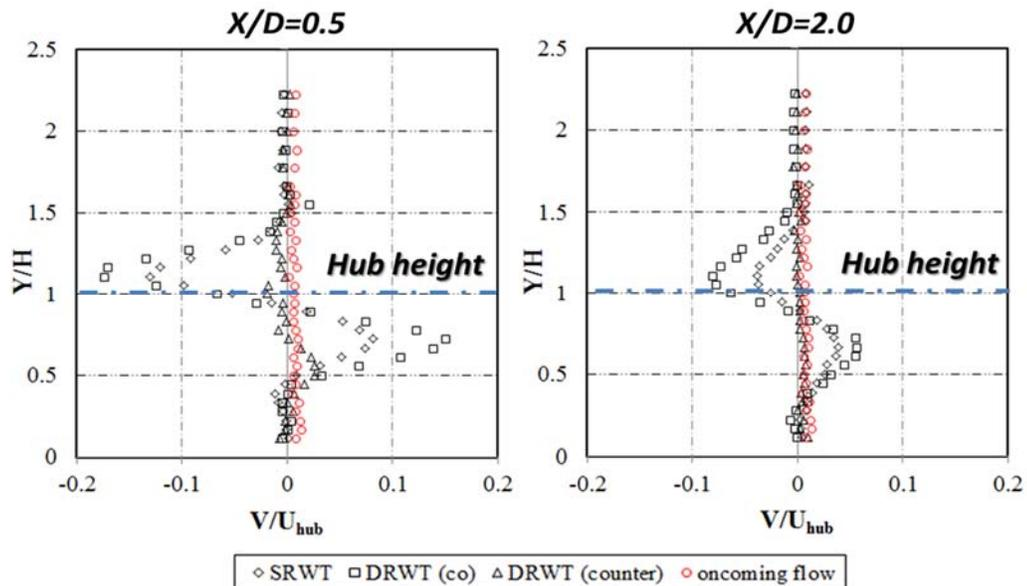 X/D=0.5
X/D=2.0
2.5
2
1.5
1
0.5
0
Y/H
Hub height
-0.2
-0.1
0
0.1
0.2
V/Uhub
2.5
2
1.5
1
0.5
0
Y/H
Hub height
-0.2
-0.1
0
0.1
0.2
V/Uhub
◇ SRWT □ DRWT (co) △ DRWT (counter) ○ oncoming flow